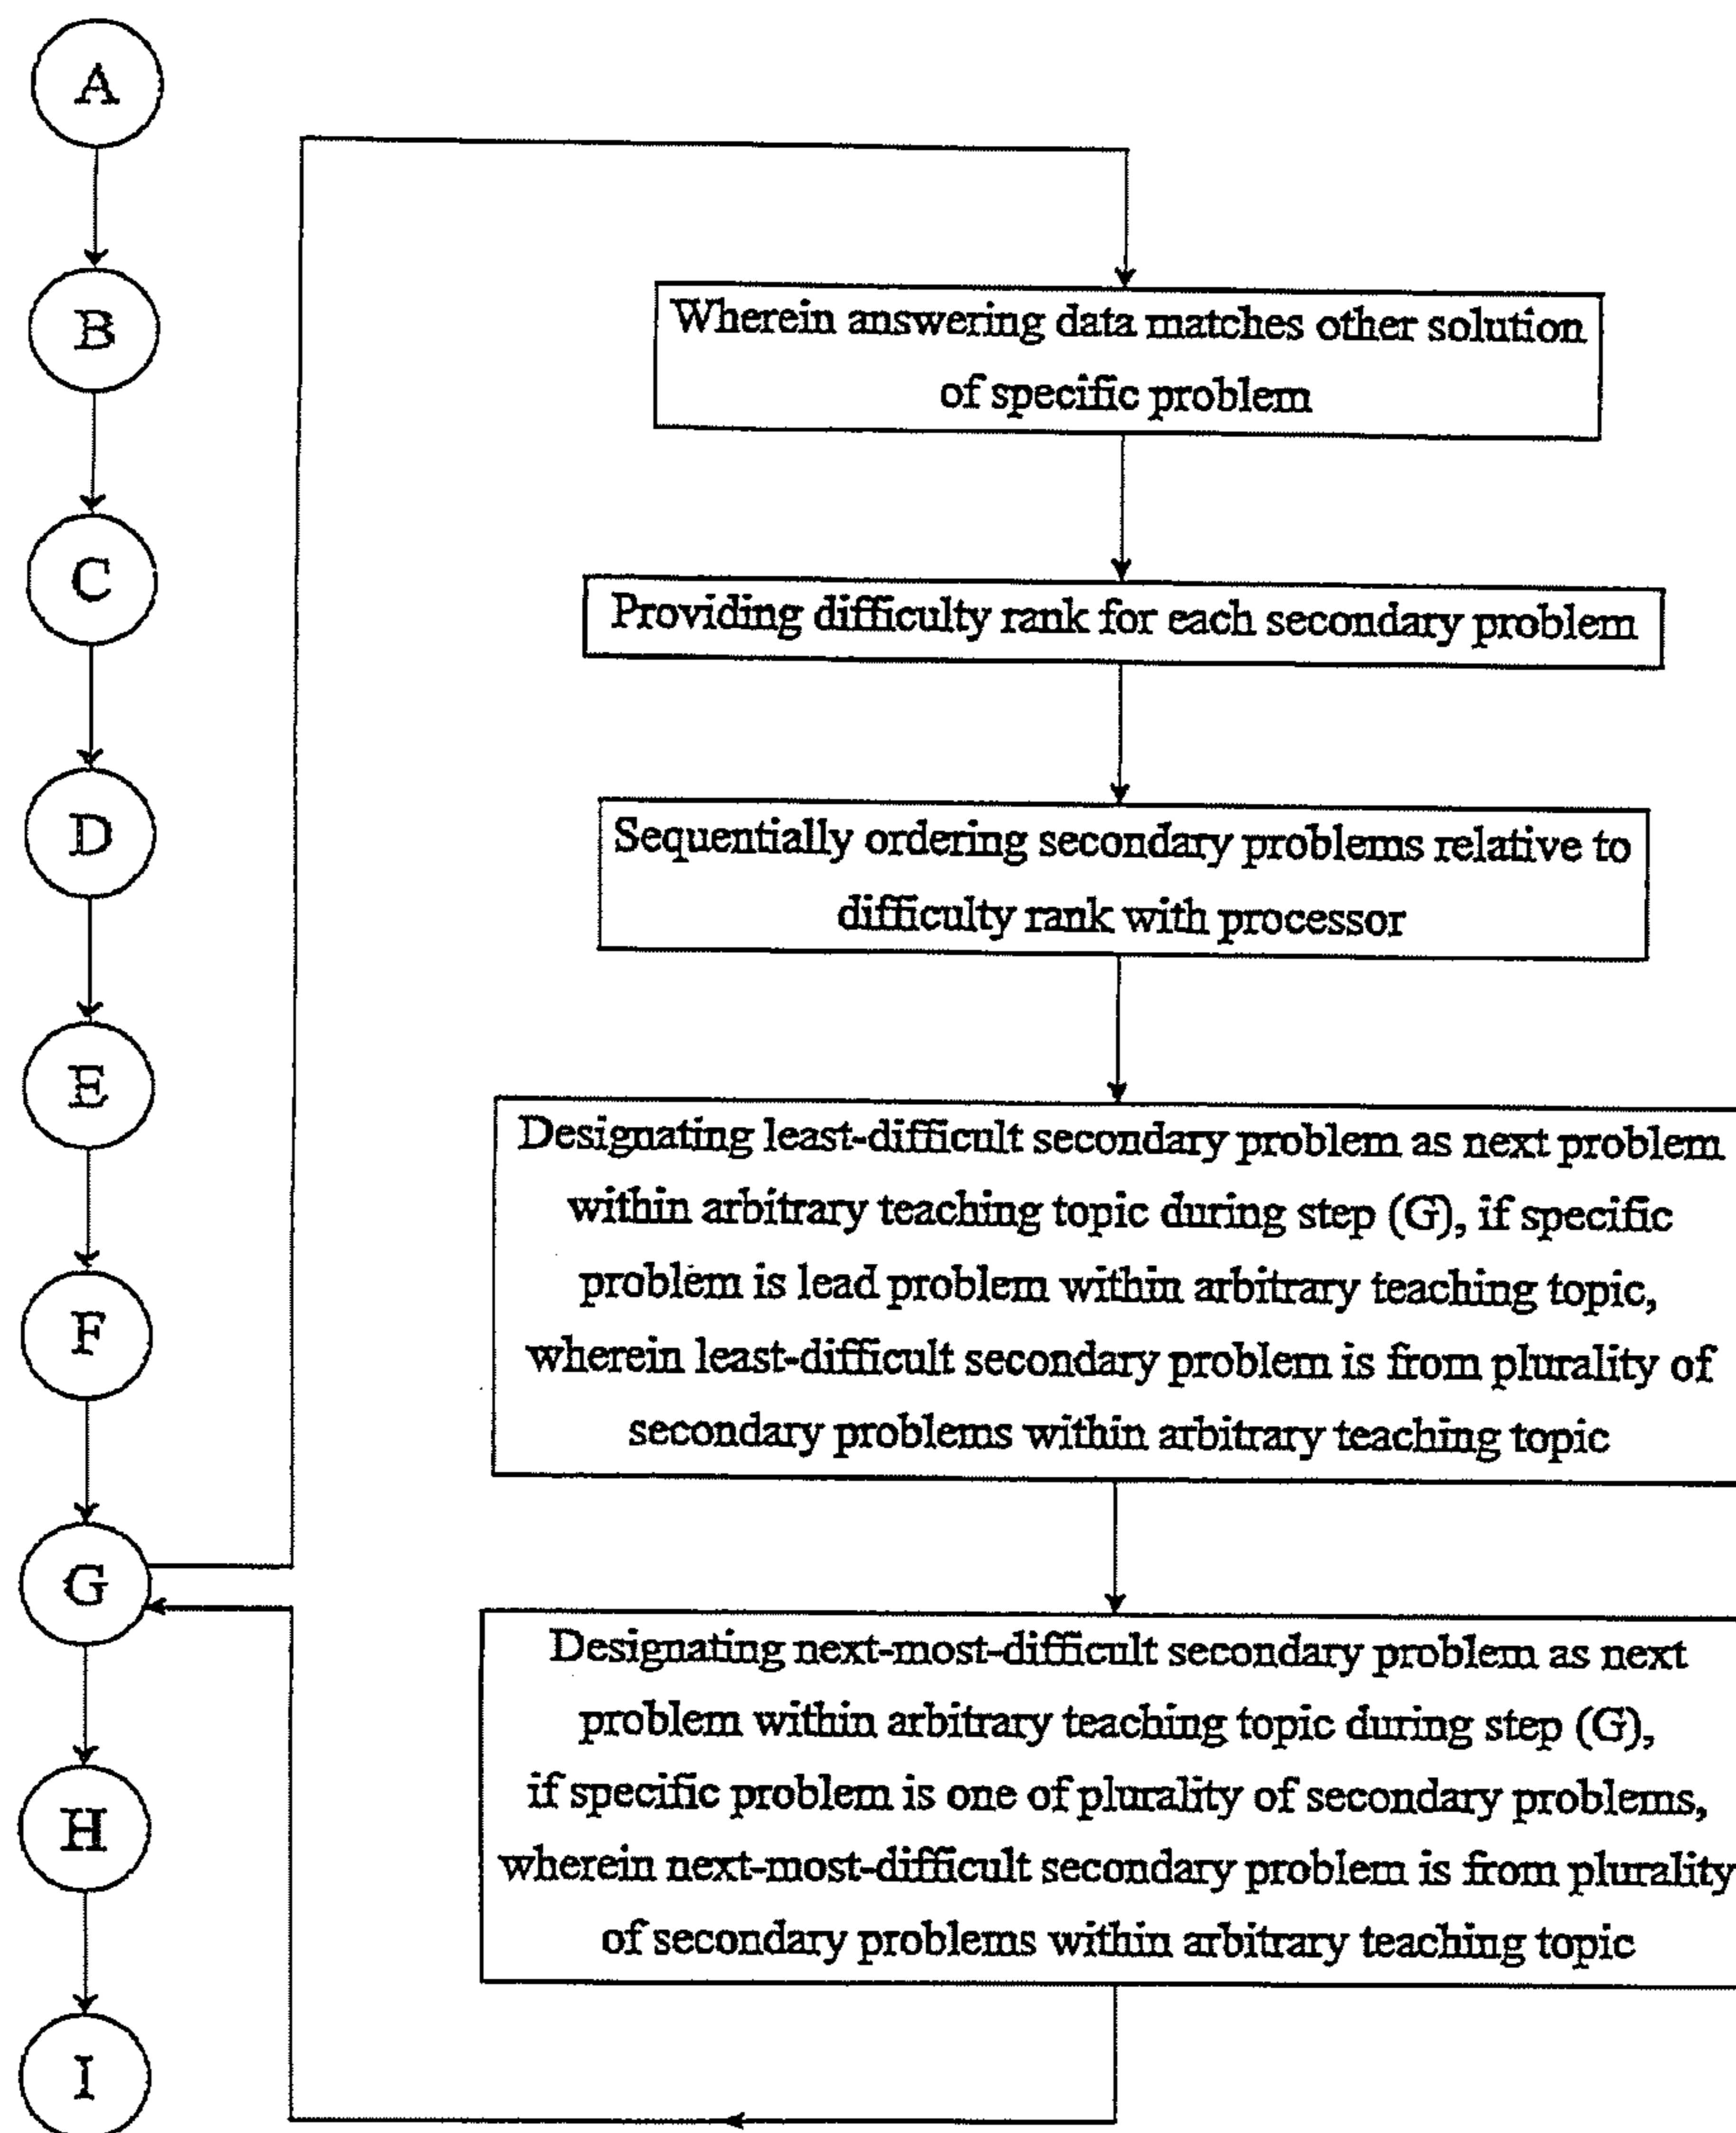 A
B
C
D
E
F
G
H
I
Wherein answering data matches other solution
of specific problem
Providing difficulty rank for each secondary problem
Sequentially ordering secondary problems relative to
difficulty rank with processor
Designating least-difficult secondary problem as next problem
within arbitrary teaching topic during step (G), if specific
problem is lead problem within arbitrary teaching topic,
wherein least-difficult secondary problem is from plurality of
secondary problems within arbitrary teaching topic
Designating next-most-difficult secondary problem as next
problem within arbitrary teaching topic during step (G),
if specific problem is one of plurality of secondary problems,
wherein next-most-difficult secondary problem is from plurality
of secondary problems within arbitrary teaching topic